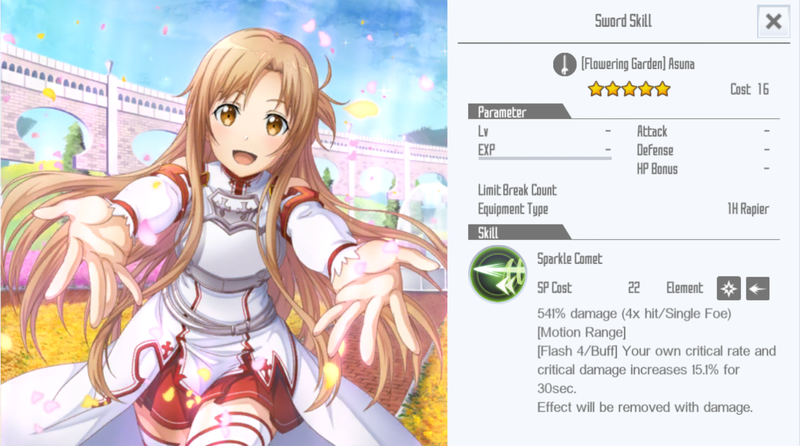 Sword Skill
[Flowering Garden] Asuna
Cost 16
Parameter
Lv - Attack -
EXP - Defense -
HP Bonus -
Limit Break Count
Equipment Type 1H Rapier
Skill
Sparkle Comet
SP Cost 22 Element
541% damage (4x hit/Single Foe)
[Motion Range]
[Flash 4/Buff] Your own critical rate and
critical damage increases 15.1% for
30sec.
Effect will be removed with damage.